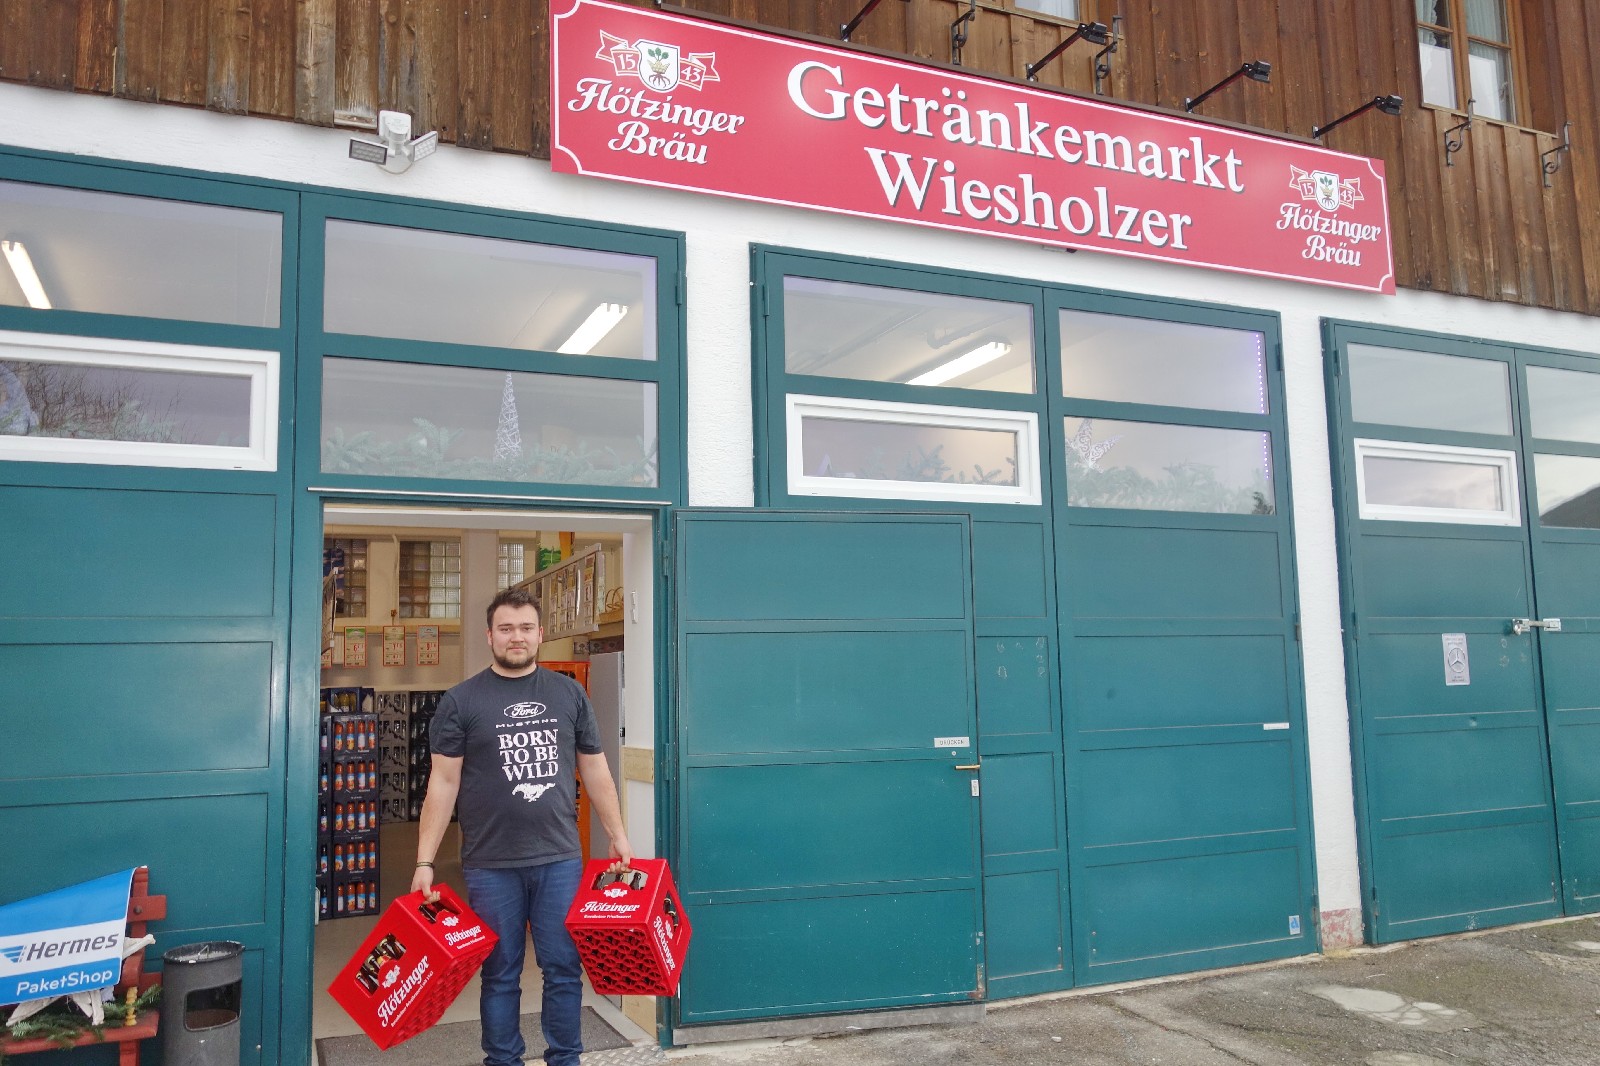 15 43
Flötzinger
Bräu
Getränkemarkt
Wiesholzer
15 43
Flötzinger
Bräu
Ford
MUSTANG
BORN
TO BE
WILD
DRÜCKEN
Flötzinger
Flötzinger
Flötzinger
Flötzinger
Hermes
PaketShop